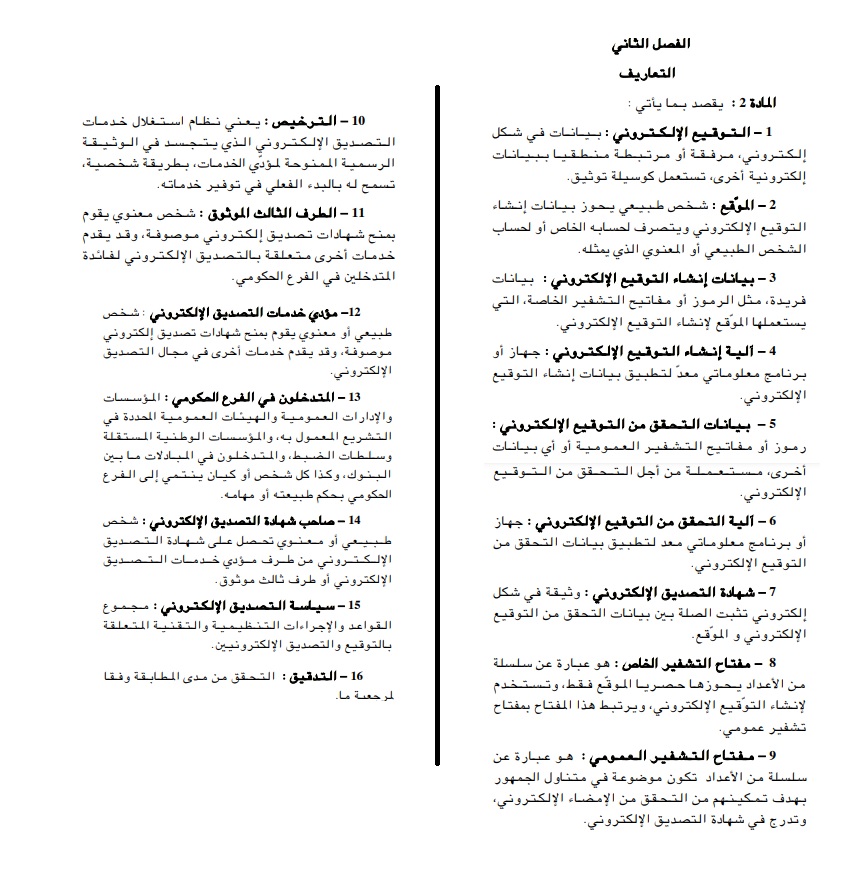 الفصل الثاني
التعاريف
المادة 2 : يقصد بما يأتي :
1 – التـوقيع الإلكـتروني : بـيـانـات في شـكل
إلكـتروني، مرفـقة أو مرتـبـطة منـطقـيا بـبـيـانات
إلكترونية أخرى، تستعمل كوسيلة توثيق.
2 – الموقّع : شخص طبيعي يحوز بيانات إنشاء
التوقيع الإلكتروني ويتصرف لحسابه الخاص أو لحساب
الشخص الطبيعي أو المعنوي الذي يمثله.
3 – بيانات إنشاء التوقيع الإلكتروني : بيانات
فريدة، مثل الرموز أو مفاتيح التشفير الخاصة، التي
يستعملها الموقّع لإنشاء التوقيع الإلكتروني.
4 – آلية إنشاء التوقيع الإلكتروني : جهاز أو
برنامج معلوماتي معدّ لتطبيق بيانات إنشاء التوقيع
الإلكتروني.
5 – بيانات التحقق من التوقيع الإلكتروني :
رموز أو مفاتيح التشفير العمومية أو أي بيانات
أخرى، مستعملة من أجل التحقق من التوقيع
الإلكتروني.
6 – آلية التحقق من التوقيع الإلكتروني : جهاز
أو برنامج معلوماتي معد لتطبيق بيانات التحقق من
التوقيع الإلكتروني.
7 – شهادة التصديق الإلكتروني : وثيقة في شكل
إلكتروني تثبت الصلة بين بيانات التحقق من التوقيع
الإلكتروني و الموّقع.
8 – مفتاح التشفير الخاص : هو عبارة عن سلسلة
من الأعداد يحوزها حصريا الموقّع فقط، وتستخدم
لإنشاء التوّقيع الإلكتروني، ويرتبط هذا المفتاح بمفتاح
تشفير عمومي.
9 – مفتاح التشفير العمومي : هو عبارة عن
سلسلة من الأعداد تكون موضوعة في متناول الجمهور
بهدف تمكينهم من التحقق من الإمضاء الإلكتروني،
وتدرج في شهادة التصديق الإلكتروني.
10 – الترخيص : يعني نظام استغلال خدمات
التصديق الإلكتروني الذي يتجسد في الوثيقة
الرسمية الممنوحة لمؤدّي الخدمات، بطريقة شخصية،
تسمح له بالبدء الفعلي في توفير خدماته.
11 – الطرف الثالث الموثوق : شخص معنوي يقوم
بمنح شهادات تصديق إلكتروني موصوفة، وقد يقدم
خدمات أخرى متعلقة بالتصديق الإلكتروني لفائدة
المتدخلين في الفرع الحكومي.
12– مؤدي خدمات التصديق الإلكتروني : شخص
طبيعي أو معنوي يقوم بمنح شهادات تصديق إلكتروني
موصوفة، وقد يقدم خدمات أخرى في مجال التصديق
الإلكتروني.
13 – المتدخلون في الفرع الحكومي : المؤسسات
والإدارات العمومية والهيئات العمومية المحددة في
التشريع المعمول به، والمؤسسات الوطنية المستقلة
وسلطات الضبط، والمتدخلون في المبادلات ما بين
البنوك، وكذا كل شخص أو كيان ينتمي إلى الفرع
الحكومي بحكم طبيعته أو مهامه.
14 – صاحب شهادة التصديق الإلكتروني : شخص
طبيعي أو معنوي تحصل على شهادة التصديق
الإلكتروني من طرف مؤدي خدمات التصديق
الإلكتروني أو طرف ثالث موثوق.
15 – سياسة التصديق الإلكتروني : مجموع
القواعد والإجراءات التنظيمية والتقنية المتعلقة
بالتوقيع والتصديق الإلكترونيين.
16 – التدقيق : التحقق من مدى المطابقة وفقا
لمرجعية ما.